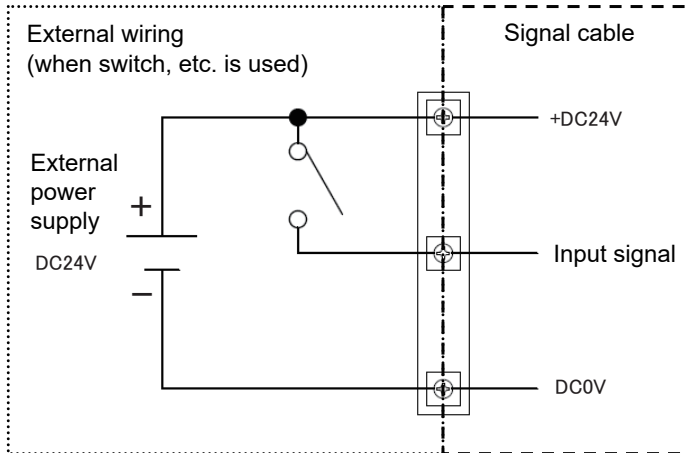 External wiring
(when switch, etc. is used)
Signal cable
+DC24V
External
power
supply
+
DC24V
−
Input signal
DC0V